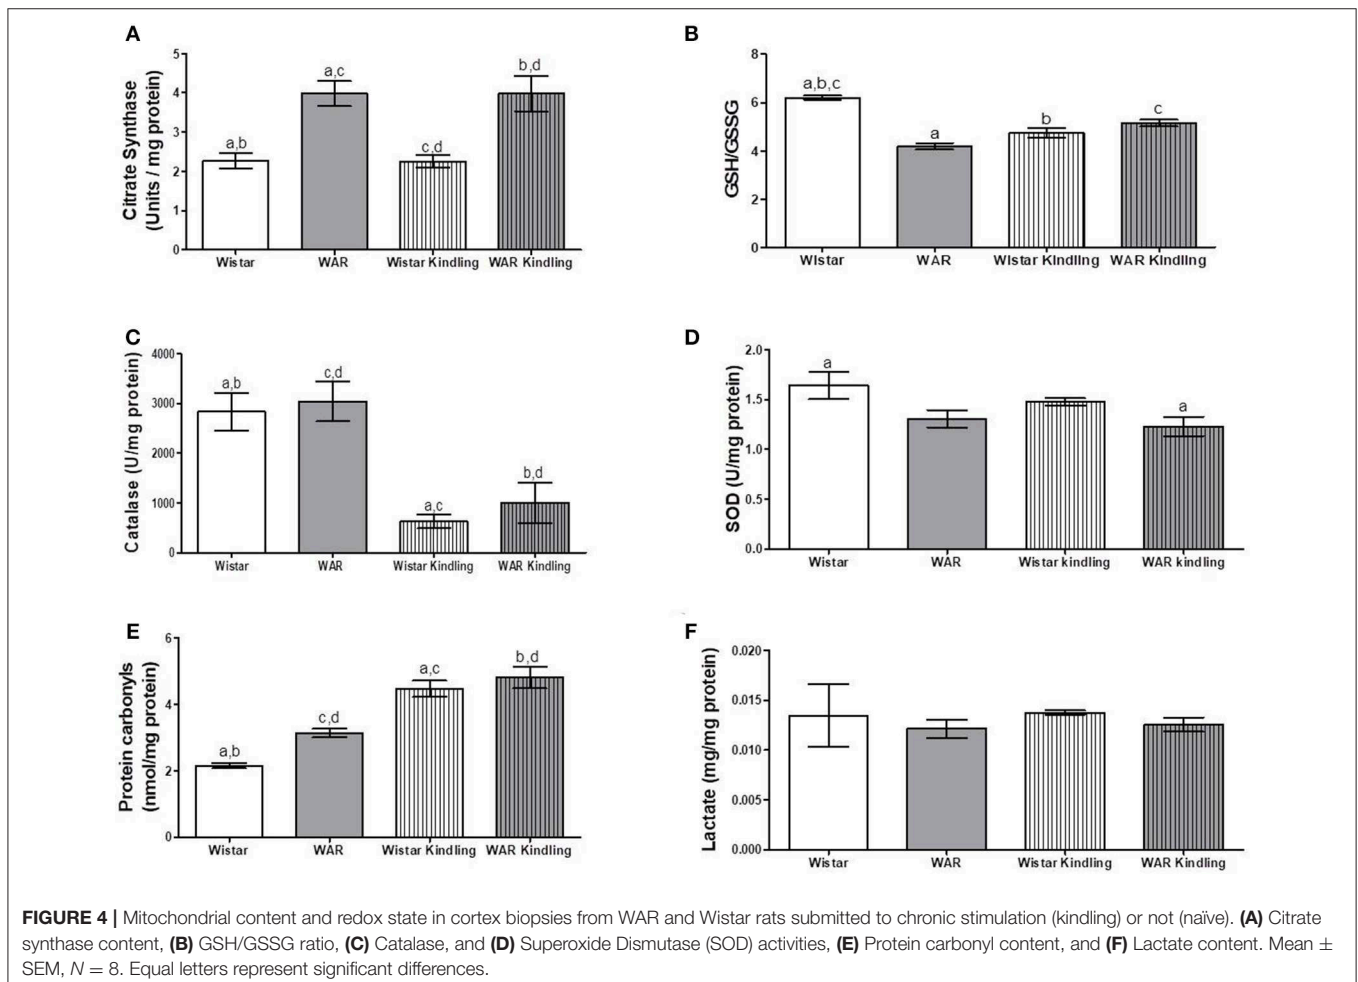 A
Citrate Synthase
(Units / mg protein)
5
4
3
2
1
0
a,b
a,c
c,d
b,d
Wistar
WAR
Wistar Kindling
WAR Kindling
B
GSH/GSSG
8
6
4
2
0
a,b,c
a
b
c
Wistar
WAR
Wistar Kindling
WAR Kindling
C
Catalase (U/mg protein)
4000
3000
2000
1000
0
a,b
c,d
a,c
b,d
Wistar
WAR
Wistar Kindling
WAR Kindling
D
SOD (U/mg protein)
2.0
1.5
1.0
0.5
0.0
a
a
Wistar
WAR
Wistar kindling
WAR kindling
E
Protein carbonyls
(nmol/mg protein)
6
4
2
0
a,b
c,d
a,c
b,d
Wistar
WAR
Wistar Kindling
WAR Kindling
F
Lactate (mg/mg protein)
0.020
0.015
0.010
0.005
0.000
Wistar
WAR
Wistar Kindling
WAR Kindling
FIGURE 4 | Mitochondrial content and redox state in cortex biopsies from WAR and Wistar rats submitted to chronic stimulation (kindling) or not (naïve). (A) Citrate
synthase content, (B) GSH/GSSG ratio, (C) Catalase, and (D) Superoxide Dismutase (SOD) activities, (E) Protein carbonyl content, and (F) Lactate content. Mean ±
SEM, N = 8. Equal letters represent significant differences.